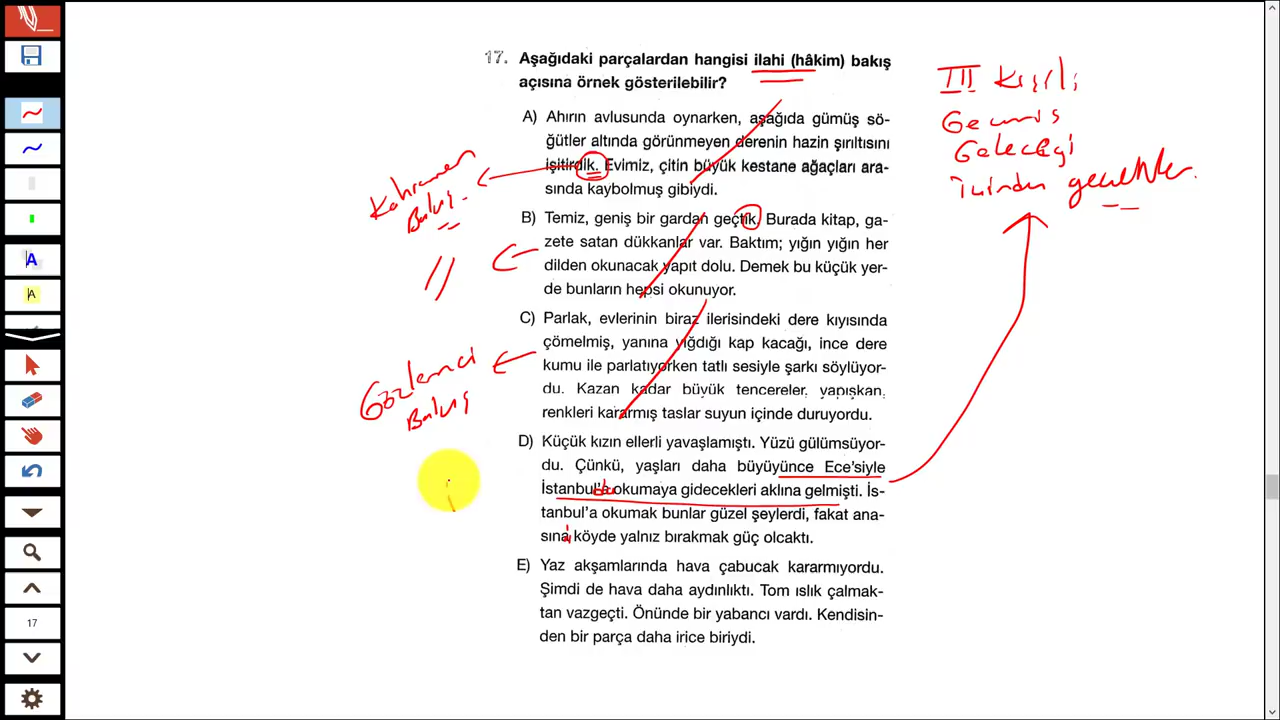 17. Aşağıdaki parçalardan hangisi ilahi (hâkim) bakış
açısına örnek gösterilebilir?
A) Ahırın avlusunda oynarken, aşağıda gümüş sö-
ğütler altında görünmeyen derenin hazin şırıltısını
işitirdik. Evimiz, çitin büyük kestane ağaçları ara-
sında kaybolmuş gibiydi.
B) Temiz, geniş bir gardan geçtik. Burada kitap, ga-
zete satan dükkanlar var. Baktım; yığın yığın her
dilden okunacak yapıt dolu. Demek bu küçük yer-
de bunların hepsi okunuyor.
C) Parlak, evlerinin biraz ilerisindeki dere kıyısında
çömelmiş, yanına yığdığı kap kacağı, ince dere
kumu ile parlatıyorken tatlı sesiyle şarkı söylüyor-
du. Kazan kadar büyük tencereler, yapışkan,
renkleri kararmış taslar suyun içinde duruyordu.
D) Küçük kızın ellerli yavaşlamıştı. Yüzü gülümsüyor-
du. Çünkü, yaşları daha büyüyünce Ece'siyle
İstanbul'da okumaya gidecekleri aklına gelmişti. İs-
tanbul'a okumak bunlar güzel şeylerdi, fakat ana-
sına köyde yalnız bırakmak güç olcaktı.
E) Yaz akşamlarında hava çabucak kararmıyordu.
Şimdi de hava daha aydınlıktı. Tom ıslık çalmak-
tan vazgeçti. Önünde bir yabancı vardı. Kendisin-
den bir parça daha irice biriydi.
III Kişili
Geçmiş
Geleceği
İçinden geçenler.
Kahraman
Bakış.
Gözlemci
Bakış
A
A
17